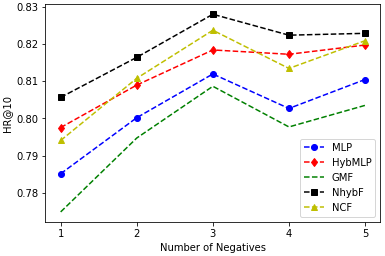 0.83
0.82
0.81
0.80
0.79
0.78
HR@10
1 2 3 4 5
Number of Negatives
MLP
HybMLP
GMF
NhybF
NCF